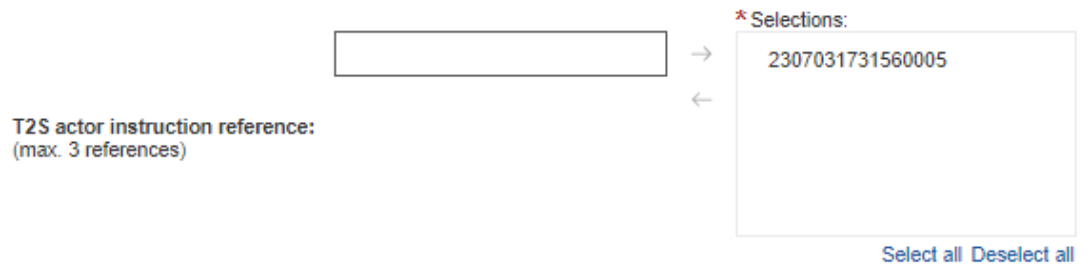 * Selections:
→
2307031731560005
←
T2S actor instruction reference:
(max. 3 references)
Select all Deselect all